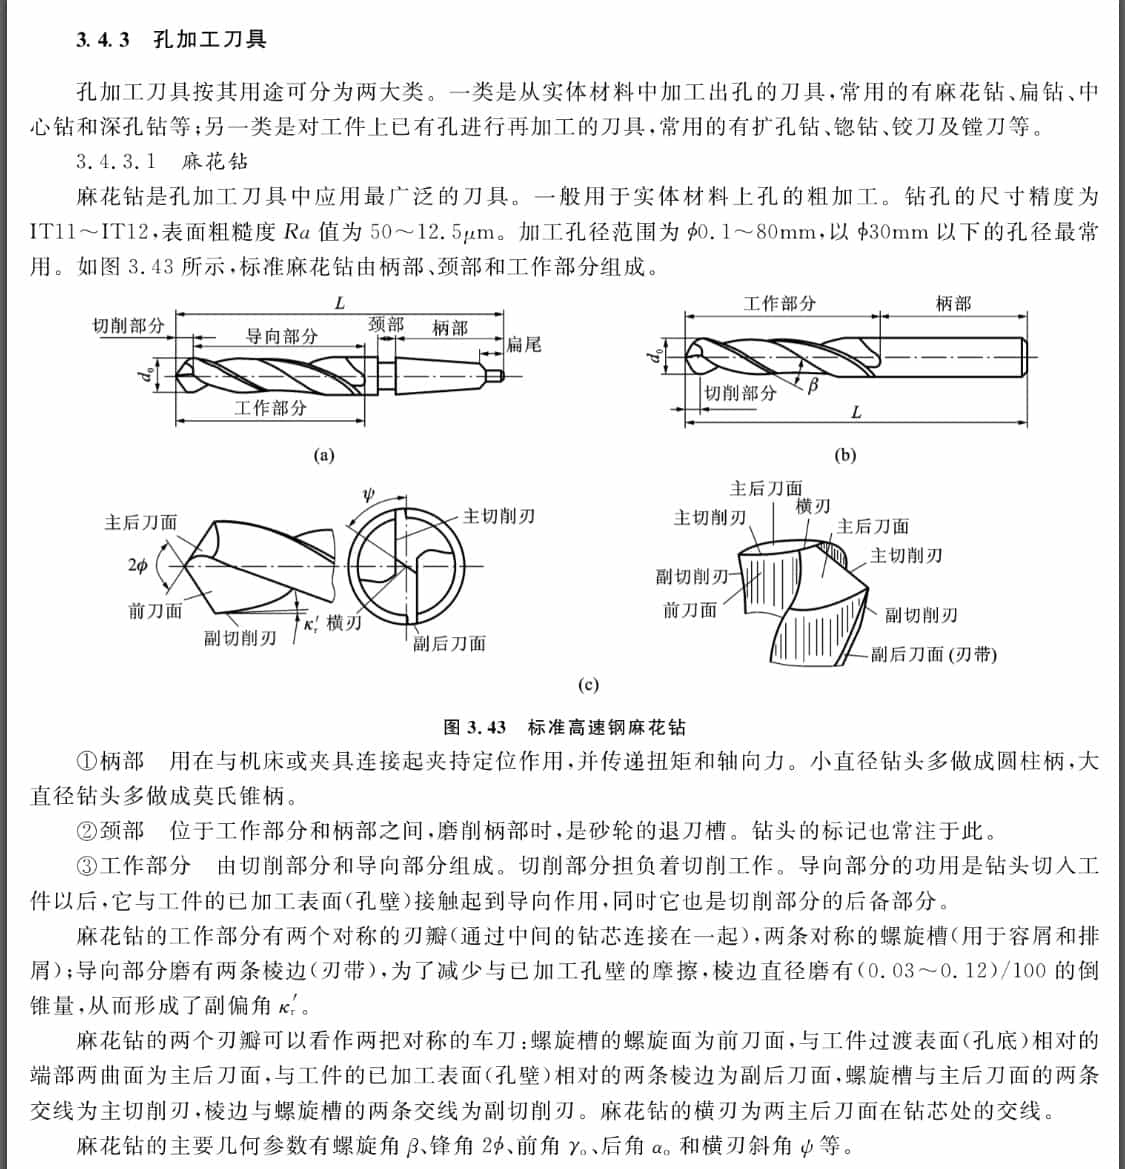 3.4.3 孔加工刀具
孔加工刀具按其用途可分为两大类。一类是从实体材料中加工出孔的刀具,常用的有麻花钻、扁钻、中
心钻和深孔钻等;另一类是对工件上已有孔进行再加工的刀具,常用的有扩孔钻、锪钻、铰刀及镗刀等。
3.4.3.1 麻花钻
麻花钻是孔加工刀具中应用最广泛的刀具。一般用于实体材料上孔的粗加工。钻孔的尺寸精度为
IT11～IT12,表面粗糙度 Ra 值为 50～12.5μm。加工孔径范围为 ϕ0.1～80mm,以 ϕ30mm 以下的孔径最常
用。如图 3.43 所示,标准麻花钻由柄部、颈部和工作部分组成。
L
切削部分
导向部分
颈部
柄部
扁尾
d₀
工作部分
(a)
工作部分
柄部
d₀
切削部分
β
L
(b)
主后刀面
2ϕ
前刀面
副切削刃
κ′ᵣ
横刃
ψ
主切削刃
副后刀面
主后刀面
主切削刃
横刃
主后刀面
主切削刃
副切削刃
前刀面
副切削刃
副后刀面(刃带)
(c)
图 3.43 标准高速钢麻花钻
①柄部 用在与机床或夹具连接起夹持定位作用,并传递扭矩和轴向力。小直径钻头多做成圆柱柄,大
直径钻头多做成莫氏锥柄。
②颈部 位于工作部分和柄部之间,磨削柄部时,是砂轮的退刀槽。钻头的标记也常注于此。
③工作部分 由切削部分和导向部分组成。切削部分担负着切削工作。导向部分的功用是钻头切入工
件以后,它与工件的已加工表面(孔壁)接触起到导向作用,同时它也是切削部分的后备部分。
麻花钻的工作部分有两个对称的刃瓣(通过中间的钻芯连接在一起),两条对称的螺旋槽(用于容屑和排
屑);导向部分磨有两条棱边(刃带),为了减少与已加工孔壁的摩擦,棱边直径磨有(0.03～0.12)/100 的倒
锥量,从而形成了副偏角 κ′ᵣ。
麻花钻的两个刃瓣可以看作两把对称的车刀:螺旋槽的螺旋面为前刀面,与工件过渡表面(孔底)相对的
端部两曲面为主后刀面,与工件的已加工表面(孔壁)相对的两条棱边为副后刀面,螺旋槽与主后刀面的两条
交线为主切削刃,棱边与螺旋槽的两条交线为副切削刃。麻花钻的横刃为两主后刀面在钻芯处的交线。
麻花钻的主要几何参数有螺旋角 β、锋角 2ϕ、前角 γₒ、后角 αₒ 和横刃斜角 ψ 等。